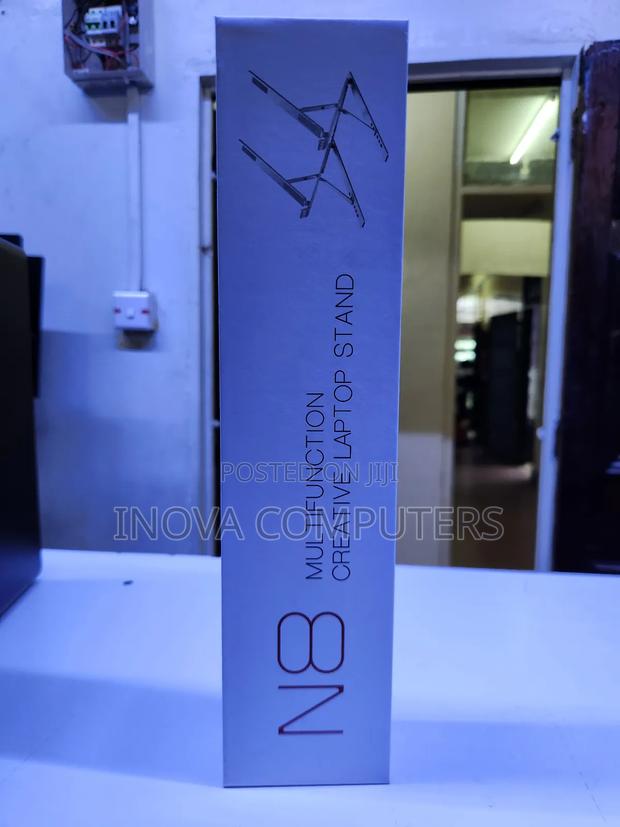 N8
MULTIFUNCTION
CREATIVE LAPTOP STAND
POSTED ON JIJI
INOVA COMPUTERS